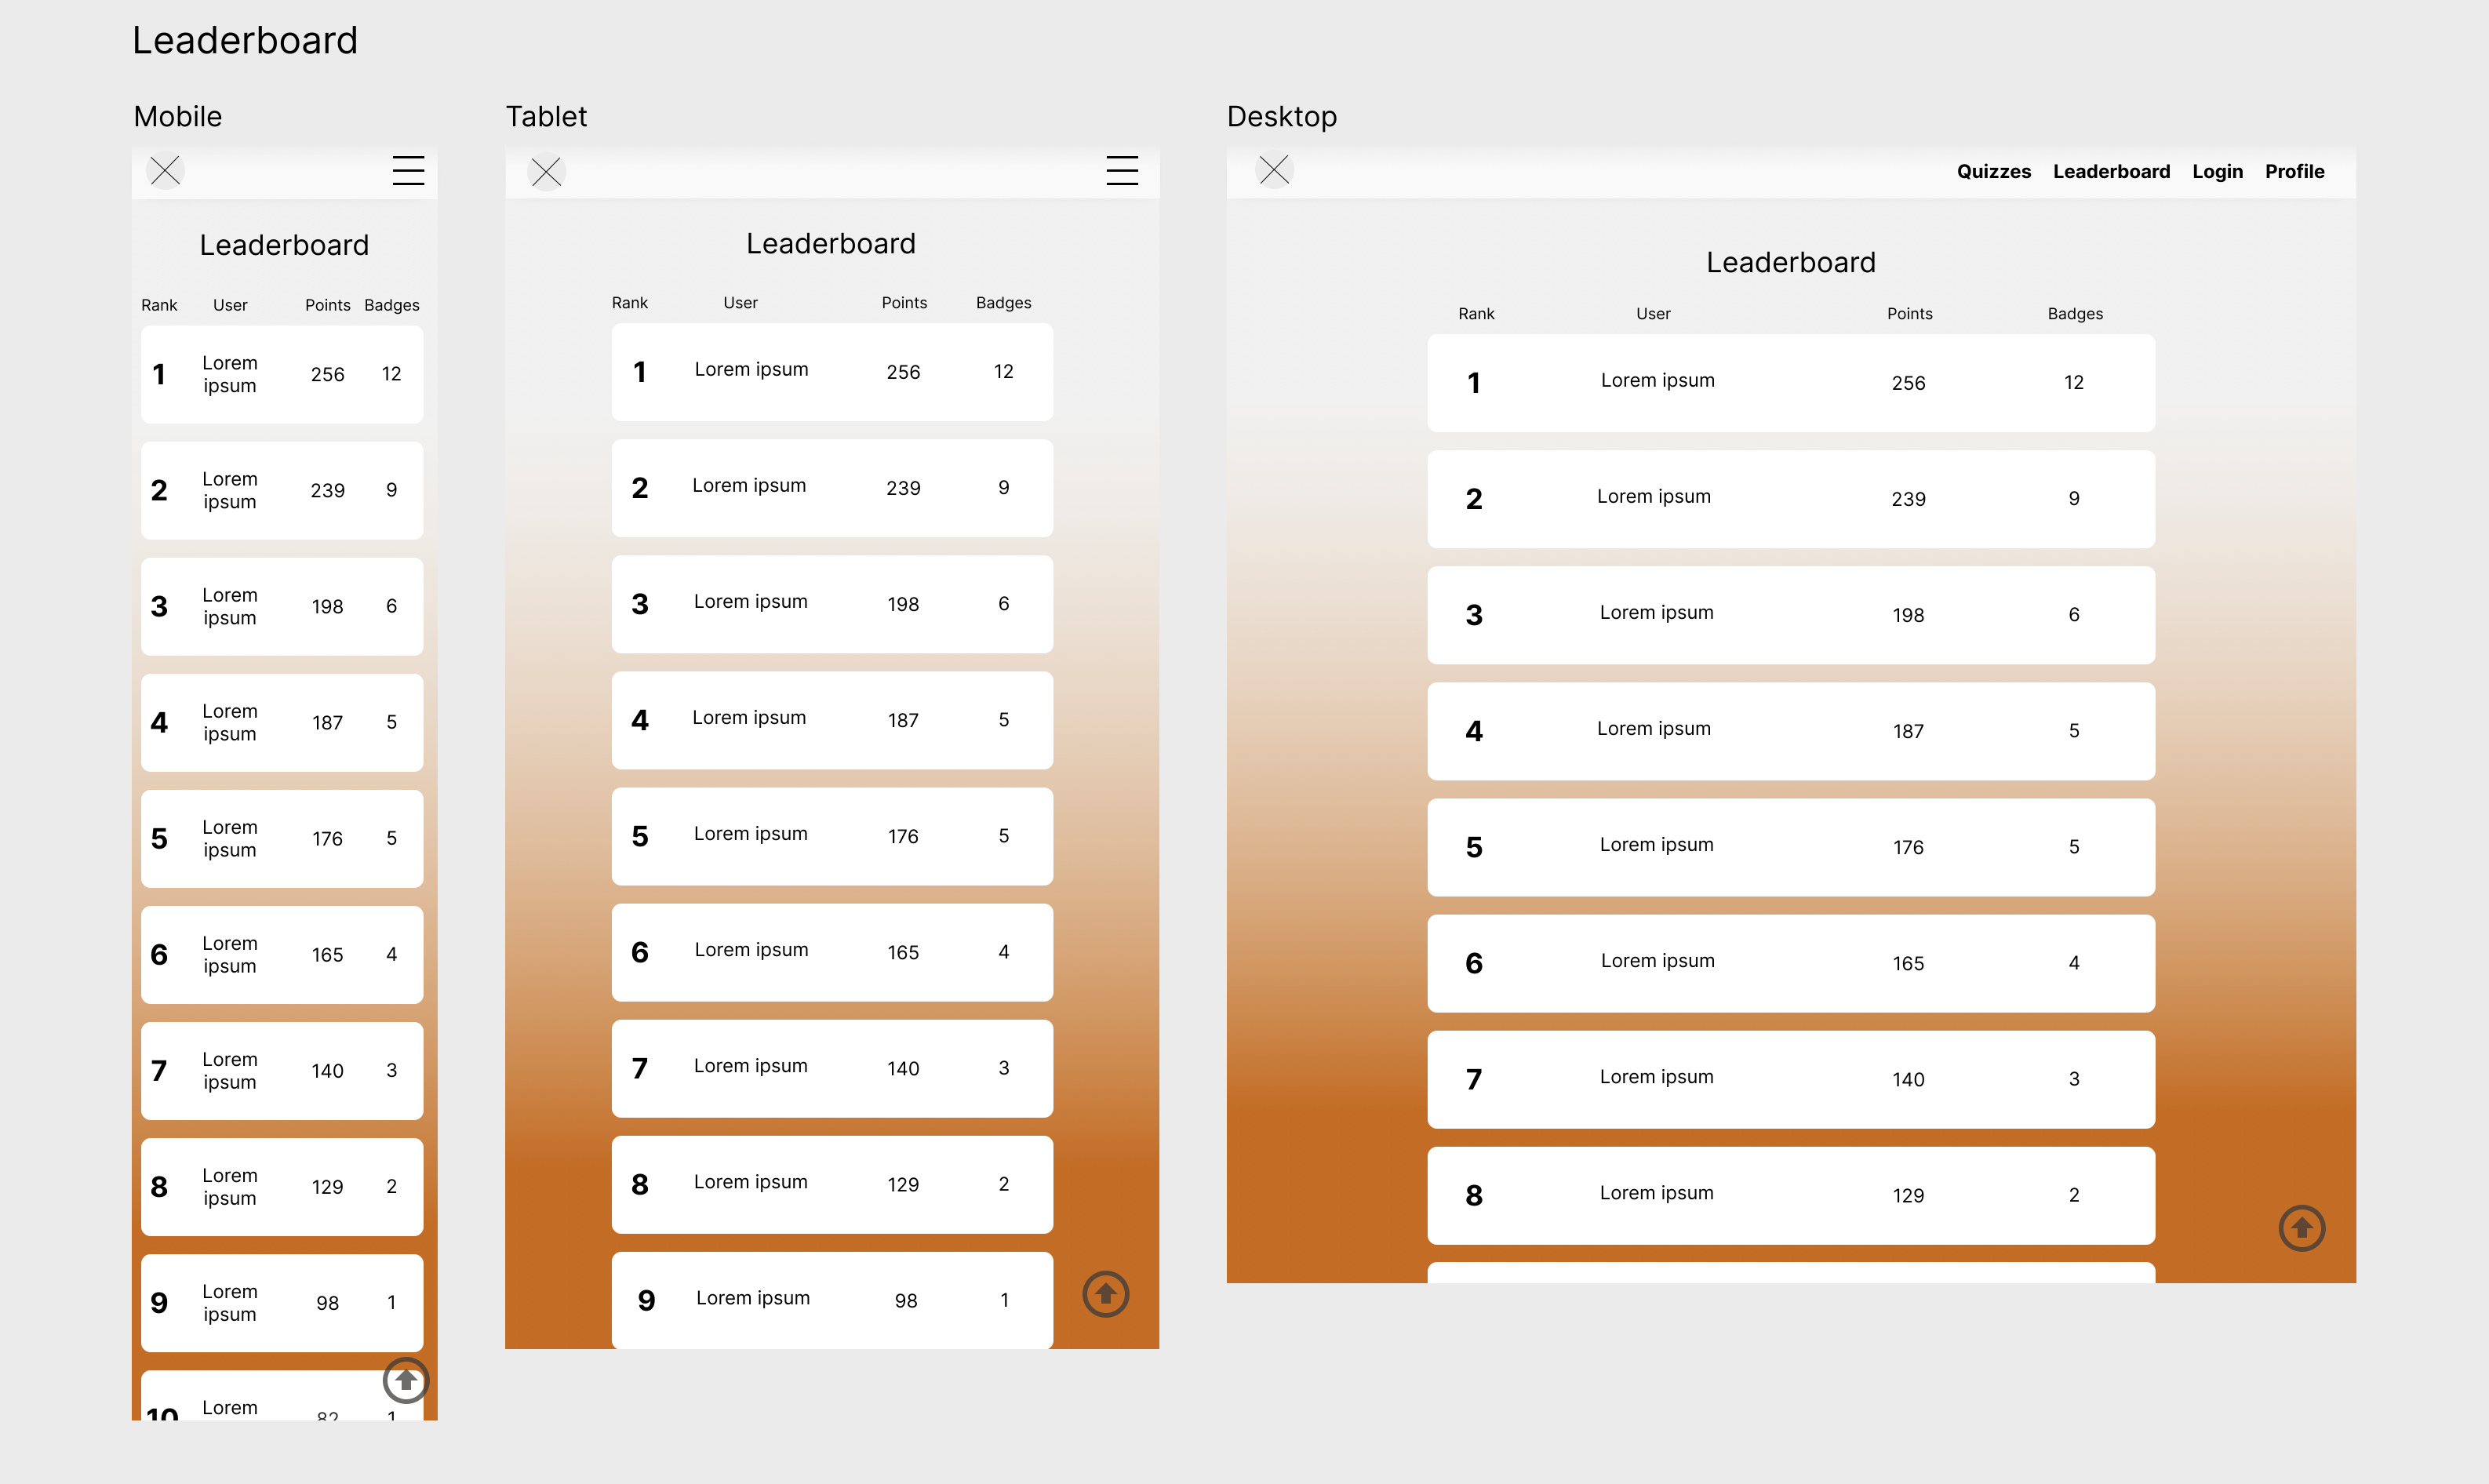 Leaderboard
Mobile
Leaderboard
Rank User Points Badges
1 Lorem ipsum 256 12
2 Lorem ipsum 239 9
3 Lorem ipsum 198 6
4 Lorem ipsum 187 5
5 Lorem ipsum 176 5
6 Lorem ipsum 165 4
7 Lorem ipsum 140 3
8 Lorem ipsum 129 2
9 Lorem ipsum 98 1
10 Lorem 82 1
Tablet
Leaderboard
Rank User Points Badges
1 Lorem ipsum 256 12
2 Lorem ipsum 239 9
3 Lorem ipsum 198 6
4 Lorem ipsum 187 5
5 Lorem ipsum 176 5
6 Lorem ipsum 165 4
7 Lorem ipsum 140 3
8 Lorem ipsum 129 2
9 Lorem ipsum 98 1
Desktop
Quizzes Leaderboard Login Profile
Leaderboard
Rank User Points Badges
1 Lorem ipsum 256 12
2 Lorem ipsum 239 9
3 Lorem ipsum 198 6
4 Lorem ipsum 187 5
5 Lorem ipsum 176 5
6 Lorem ipsum 165 4
7 Lorem ipsum 140 3
8 Lorem ipsum 129 2